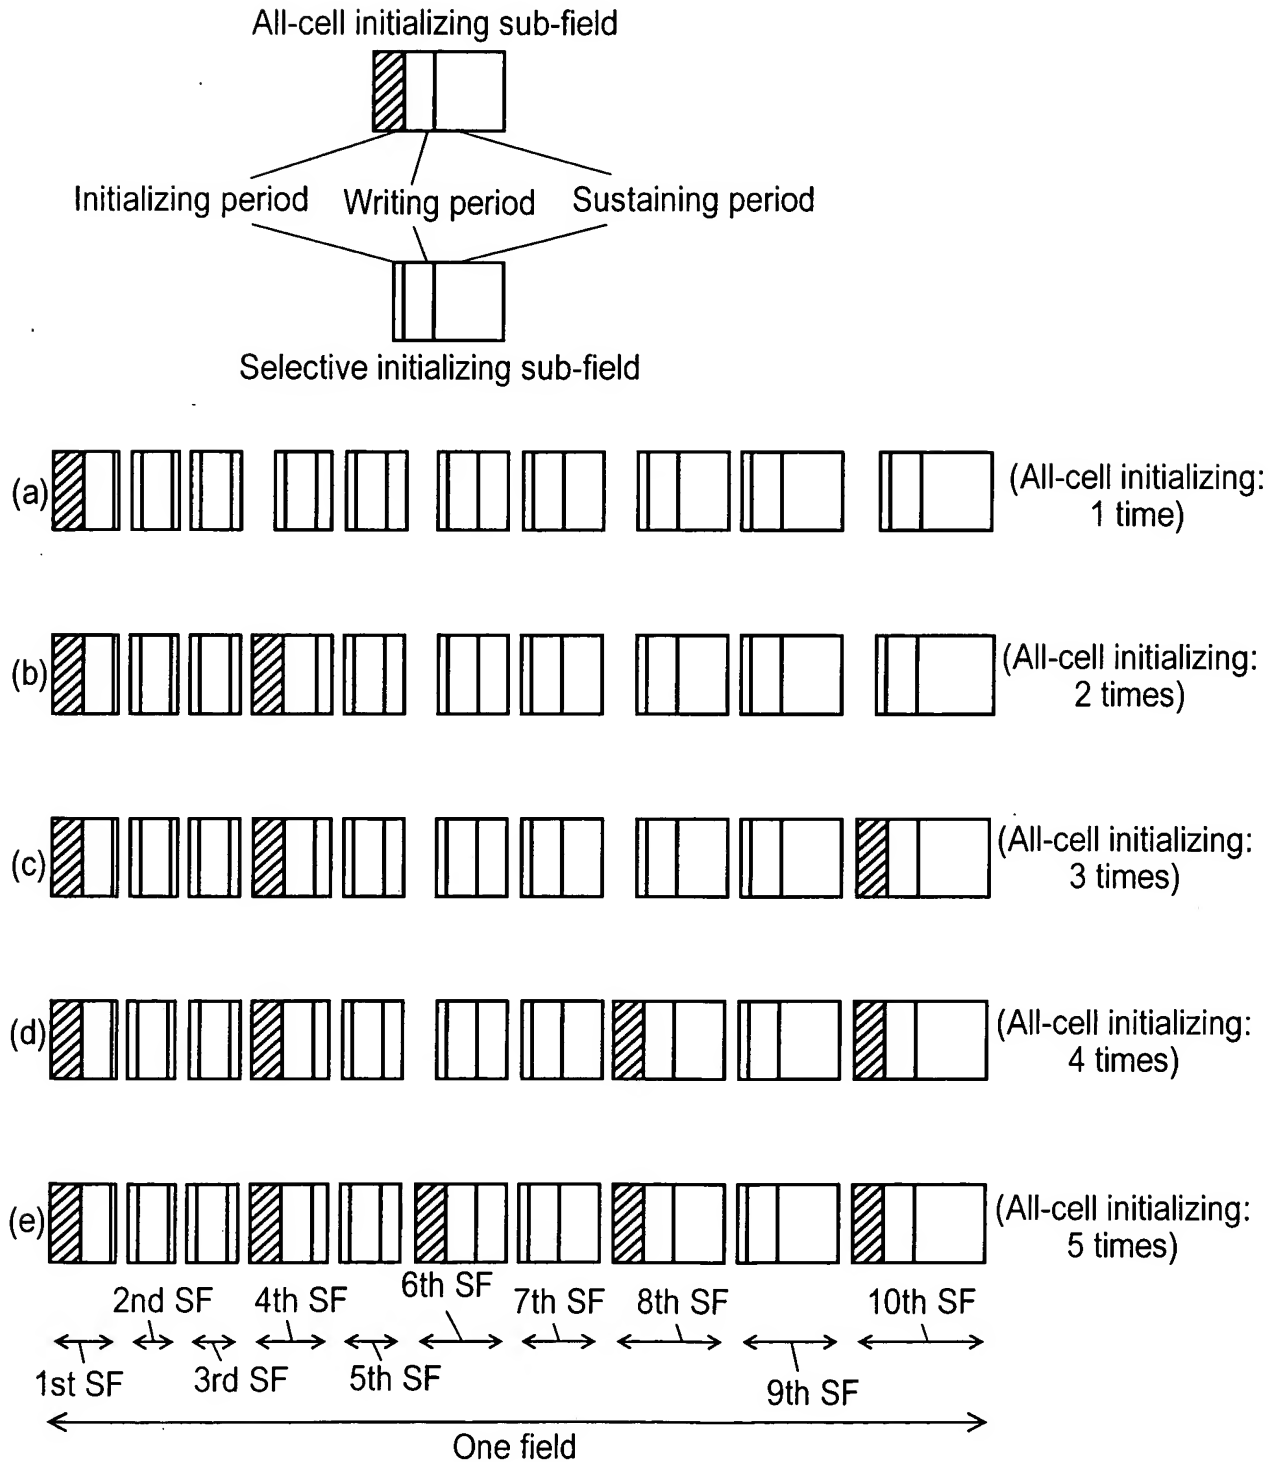 All-cell initializing sub-field
Initializing period
Writing period
Sustaining period
Selective initializing sub-field
(a)
(All-cell initializing:
1 time)
(b)
(All-cell initializing:
2 times)
(c)
(All-cell initializing:
3 times)
(d)
(All-cell initializing:
4 times)
(e)
(All-cell initializing:
5 times)
1st SF
2nd SF
3rd SF
4th SF
5th SF
6th SF
7th SF
8th SF
9th SF
10th SF
One field